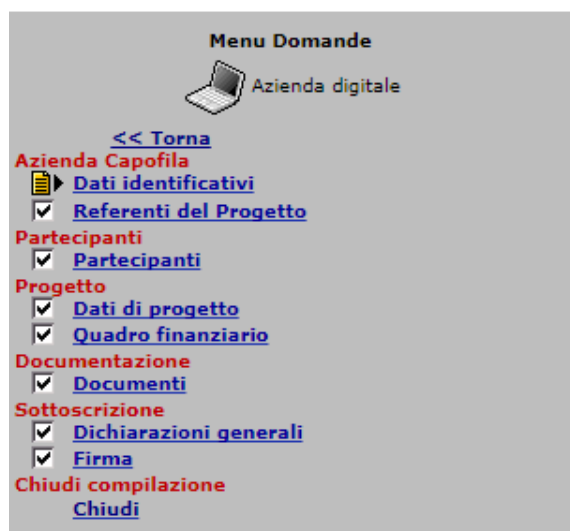 Menu Domande
Azienda digitale
<< Torna
Azienda Capofila
Dati identificativi
Referenti del Progetto
Partecipanti
Partecipanti
Progetto
Dati di progetto
Quadro finanziario
Documentazione
Documenti
Sottoscrizione
Dichiarazioni generali
Firma
Chiudi compilazione
Chiudi